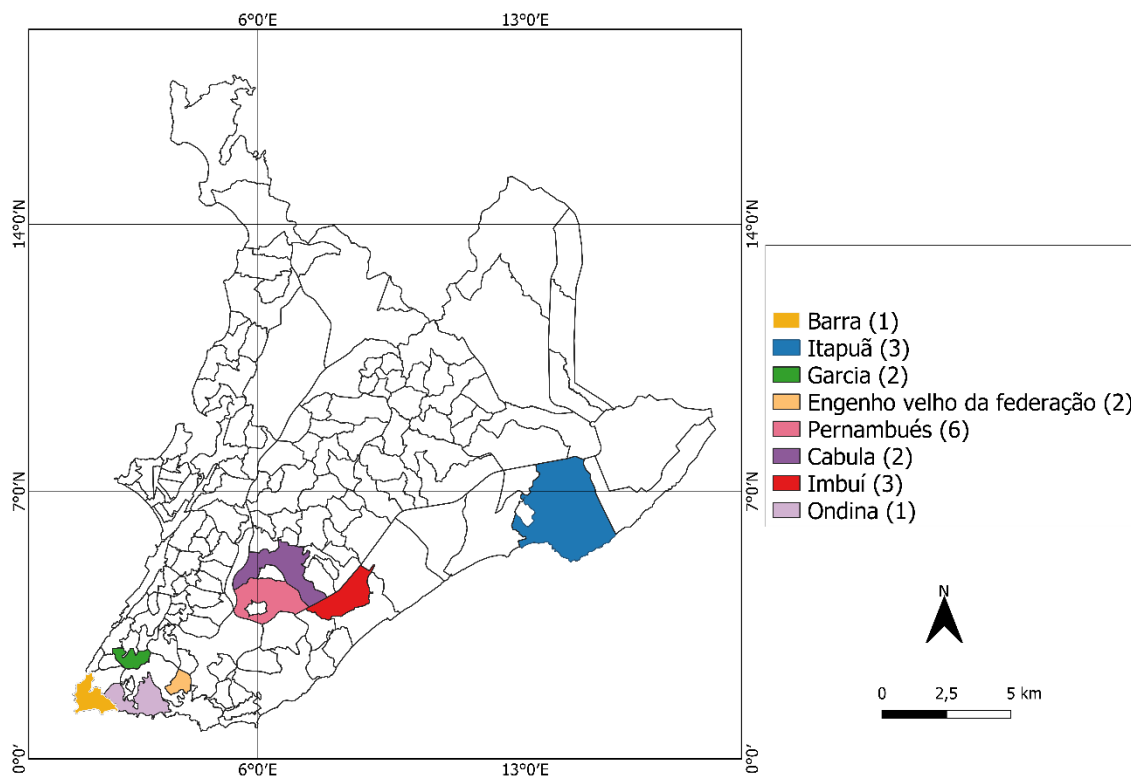 6°0′E 13°0′E
14°0′N 14°0′N
Barra (1)
Itapuã (3)
Garcia (2)
Engenho velho da federação (2)
Pernambués (6)
Cabula (2)
Imbuí (3)
Ondina (1)
7°0′N 7°0′N
N
0 2,5 5 km
0°0′ 0°0′
6°0′E 13°0′E